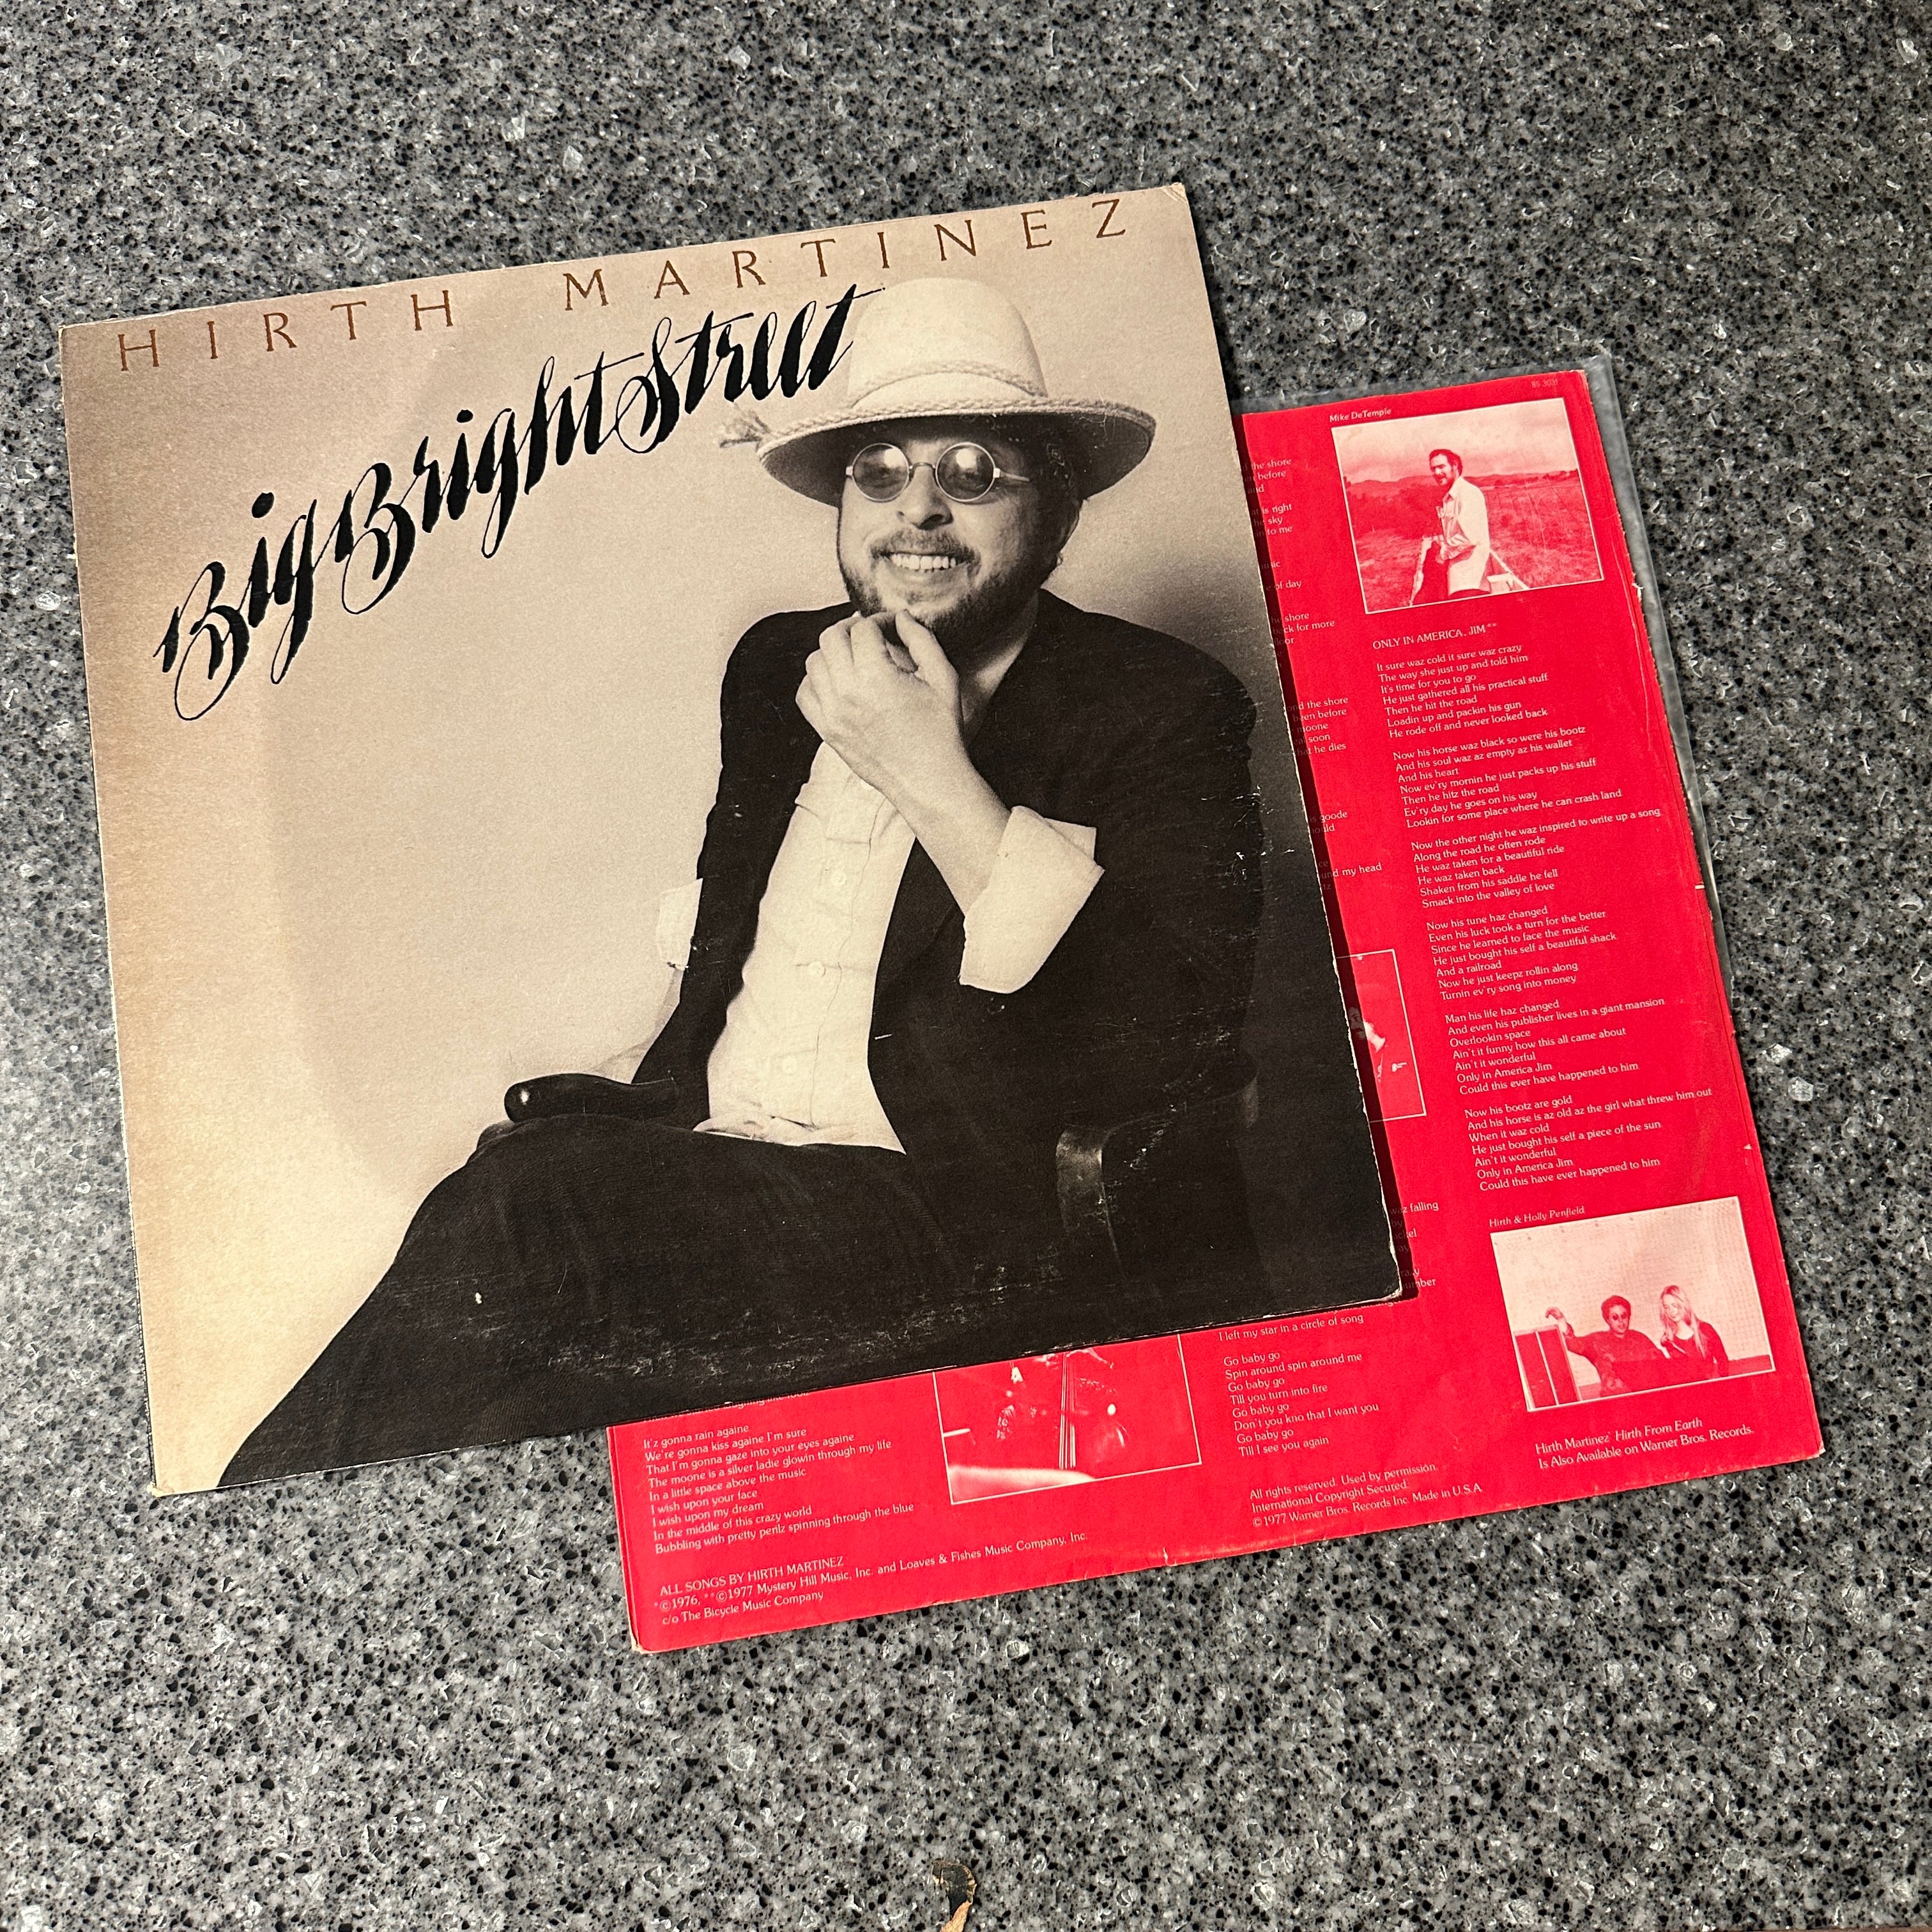 HIRTH MARTINEZ
Big Bright Street
BS 3031
Mike DeTemple
the shore
before
is right
sky
to me
of day
shore
back for more
and the shore
been before
moone
soon
he dies
goode
my head
ONLY IN AMERICA, JIM**
It sure waz cold it sure waz crazy
The way she just up and told him
It's time for you to go
He just gathered all his practical stuff
Then he hit the road
Loadin up and packin his gun
He rode off and never looked back
Now his horse waz black so were his bootz
And his soul waz az empty az his wallet
And his heart
Now ev'ry mornin he just packs up his stuff
Then he hitz the road
Ev'ry day he goes on his way
Lookin for some place where he can crash land
Now the other night he waz inspired to write up a song
Along the road he often rode
He waz taken for a beautiful ride
He waz taken back
Shaken from his saddle he fell
Smack into the valley of love
Now his tune haz changed
Even his luck took a turn for the better
Since he learned to face the music
He just bought his self a beautiful shack
And a railroad
Now he just keepz rollin along
Turnin ev'ry song into money
Man his life haz changed
And even his publisher lives in a giant mansion
Overlookin space
Ain't it funny how this all came about
Ain't it wonderful
Only in America Jim
Could this ever have happened to him
Now his bootz are gold
And his horse is az old az the girl what threw him out
When it waz cold
He just bought his self a piece of the sun
Ain't it wonderful
Only in America Jim
Could this have ever happened to him
Hirth & Holly Penfield
Hirth Martinez' Hirth From Earth
Is Also Available on Warner Bros. Records.
falling
I left my star in a circle of song
Go baby go
Spin around spin around me
Go baby go
Till you turn into fire
Go baby go
Don't you kno that I want you
Go baby go
Till I see you again
All rights reserved. Used by permission.
International Copyright Secured.
©1977 Warner Bros. Records Inc. Made in U.S.A.
It'z gonna rain againe
We're gonna kiss againe I'm sure
That I'm gonna gaze into your eyes againe
The moone is a silver ladie glowin through my life
In a little space above the music
I wish upon your face
I wish upon my dream
In the middle of this crazy world
Bubbling with pretty perilz spinning through the blue
ALL SONGS BY HIRTH MARTINEZ
*©1976, **©1977 Mystery Hill Music, Inc. and Loaves & Fishes Music Company, Inc.
c/o The Bicycle Music Company